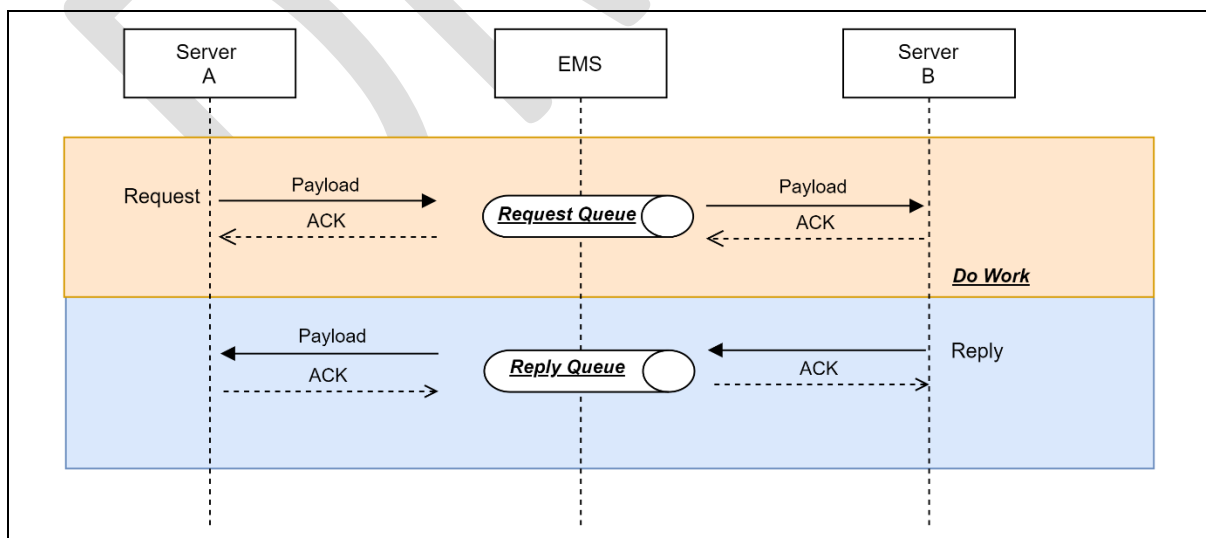 Server
A
EMS
Server
B
Request
Payload
ACK
Request Queue
Payload
ACK
Do Work
Payload
ACK
Reply Queue
ACK
Reply